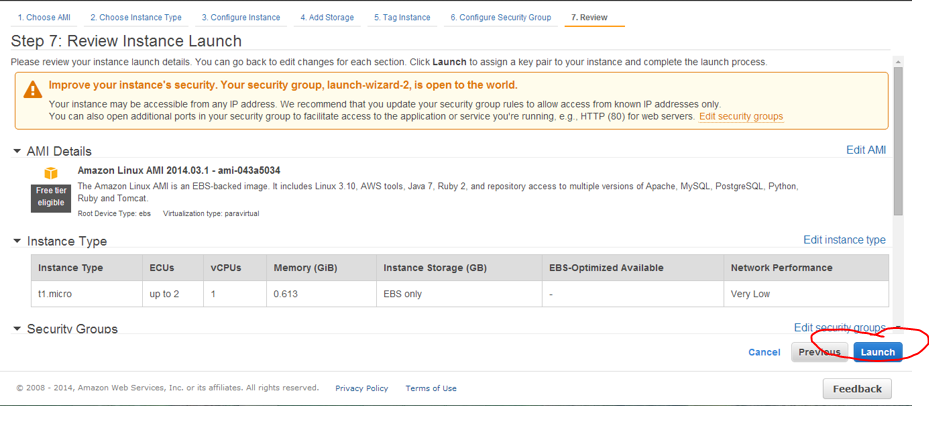 1. Choose AMI 2. Choose Instance Type 3. Configure Instance 4. Add Storage 5. Tag Instance 6. Configure Security Group 7. Review
Step 7: Review Instance Launch
Please review your instance launch details. You can go back to edit changes for each section. Click Launch to assign a key pair to your instance and complete the launch process.
Improve your instance's security. Your security group, launch-wizard-2, is open to the world.
Your instance may be accessible from any IP address. We recommend that you update your security group rules to allow access from known IP addresses only.
You can also open additional ports in your security group to facilitate access to the application or service you're running, e.g., HTTP (80) for web servers. Edit security groups
AMI Details Edit AMI
Amazon Linux AMI 2014.03.1 - ami-043a5034
Free tier
eligible
The Amazon Linux AMI is an EBS-backed image. It includes Linux 3.10, AWS tools, Java 7, Ruby 2, and repository access to multiple versions of Apache, MySQL, PostgreSQL, Python,
Ruby and Tomcat.
Root Device Type: ebs Virtualization type: paravirtual
Instance Type Edit instance type
Instance Type ECUs vCPUs Memory (GiB) Instance Storage (GB) EBS-Optimized Available Network Performance
t1.micro up to 2 1 0.613 EBS only - Very Low
Security Groups Edit security groups
Cancel Previous Launch
© 2008 - 2014, Amazon Web Services, Inc. or its affiliates. All rights reserved. Privacy Policy Terms of Use Feedback